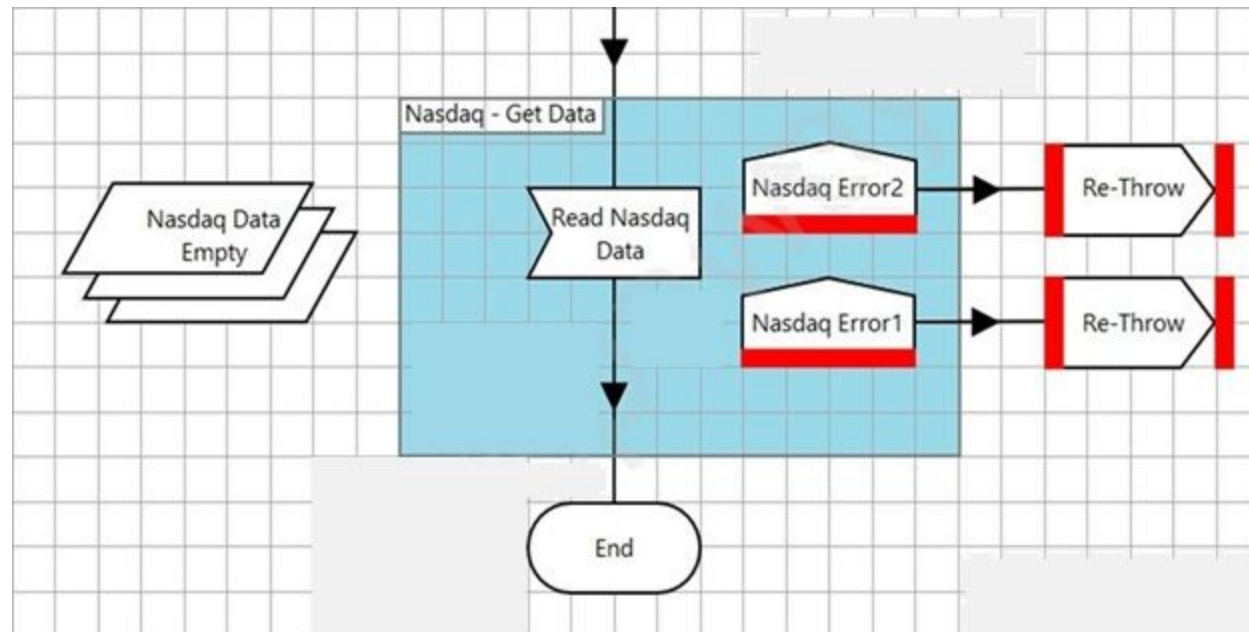 Nasdaq - Get Data
Nasdaq Data
Empty
Read Nasdaq
Data
Nasdaq Error2
Re-Throw
Nasdaq Error1
Re-Throw
End